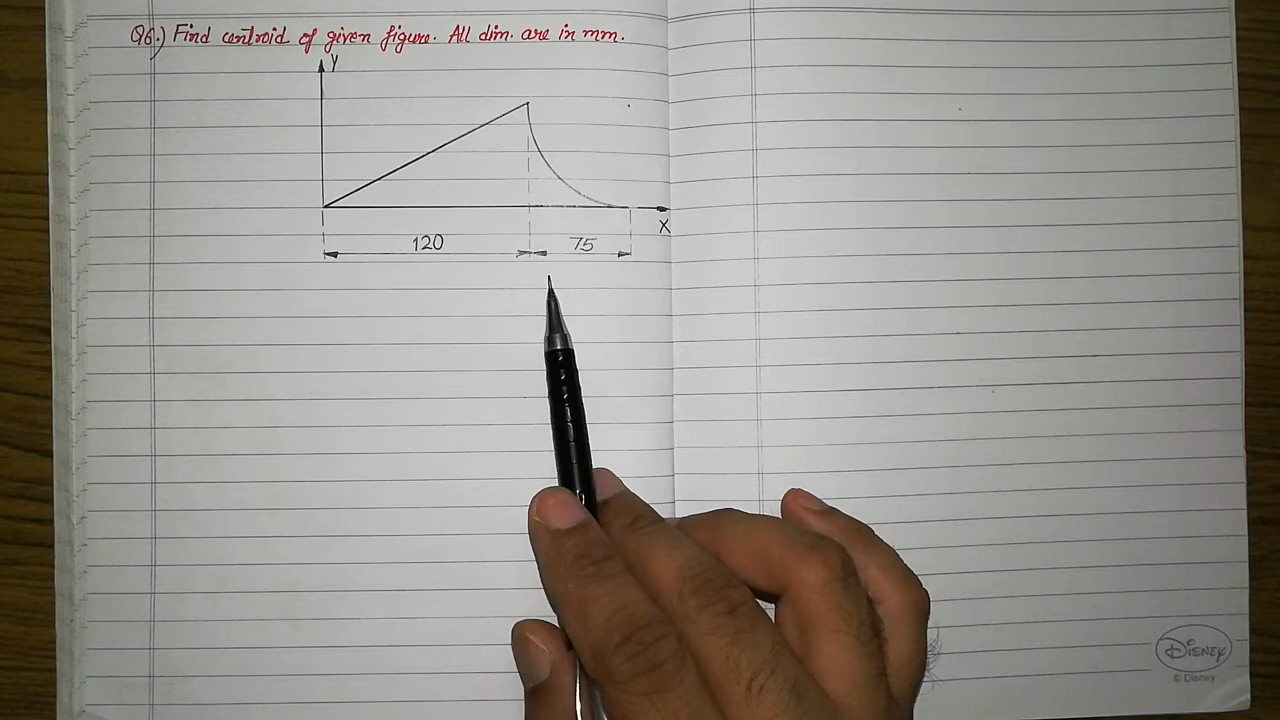 Q6.) Find centroid of given figure. All dim. are in mm.
Y
X
120
75
DISNEY
© Disney